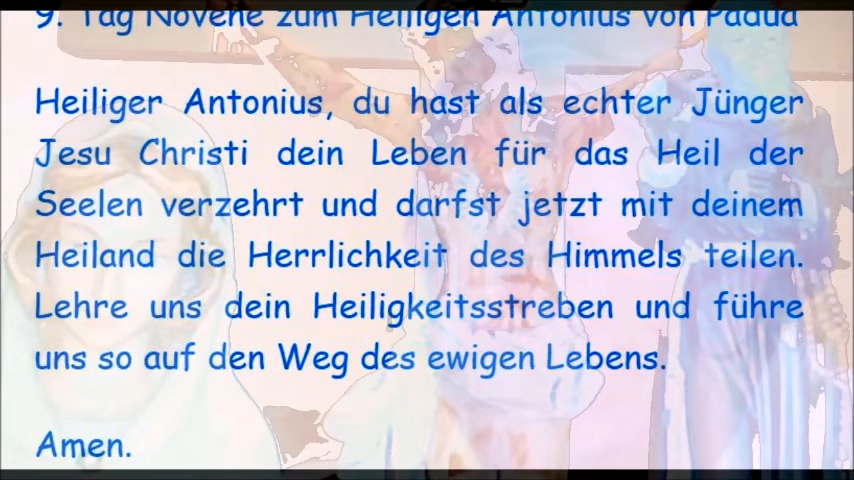 9. Tag Novene zum Heiligen Antonius von Padua
Heiliger Antonius, du hast als echter Jünger
Jesu Christi dein Leben für das Heil der
Seelen verzehrt und darfst jetzt mit deinem
Heiland die Herrlichkeit des Himmels teilen.
Lehre uns dein Heiligkeitsstreben und führe
uns so auf den Weg des ewigen Lebens.
Amen.